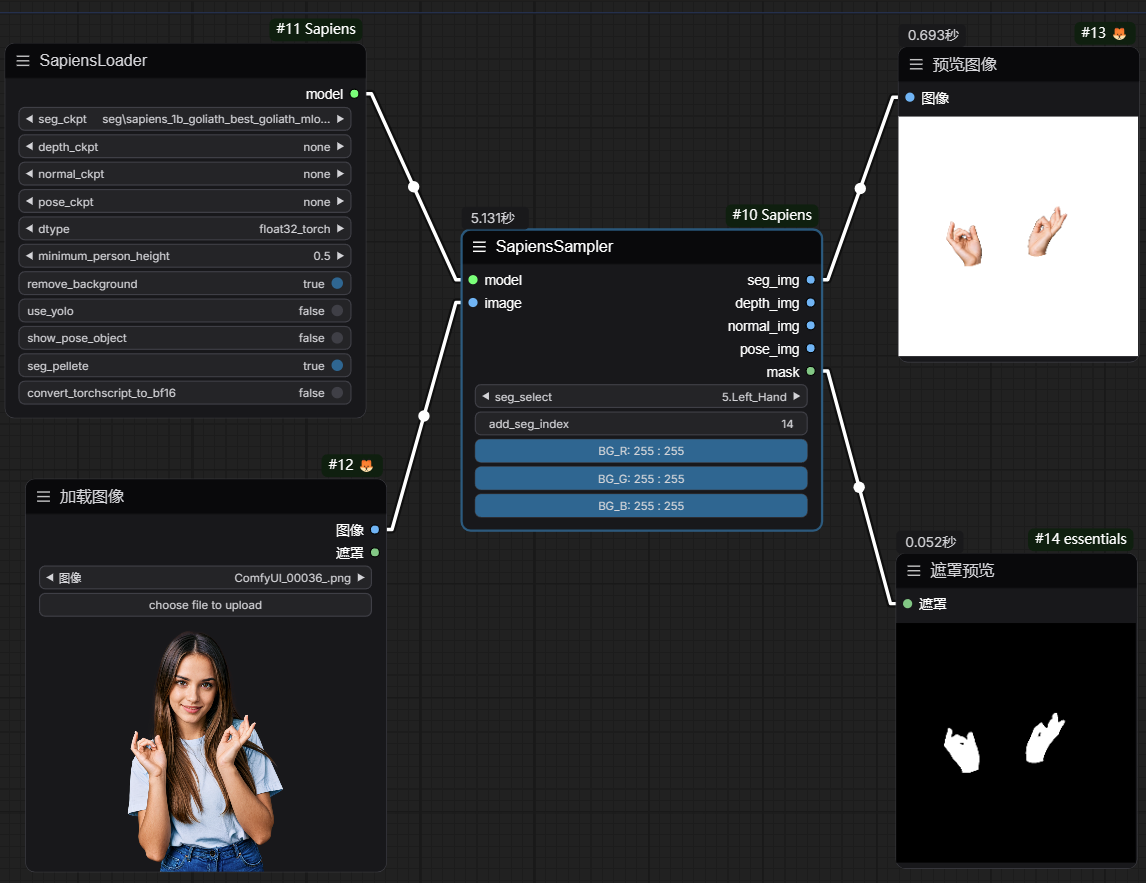 #11 Sapiens
SapiensLoader
model
seg_ckpt seg\sapiens_1b_goliath_best_goliath_mlo...
depth_ckpt none
normal_ckpt none
pose_ckpt none
dtype float32_torch
minimum_person_height 0.5
remove_background true
use_yolo false
show_pose_object false
seg_pellete true
convert_torchscript_to_bf16 false
#12
加载图像
图像
遮罩
图像 ComfyUI_00036_.png
choose file to upload
5.131秒
#10 Sapiens
SapiensSampler
model seg_img
image depth_img
normal_img
pose_img
mask
seg_select 5.Left_Hand
add_seg_index 14
BG_R: 255 : 255
BG_G: 255 : 255
BG_B: 255 : 255
0.693秒
#13
预览图像
图像
0.052秒
#14 essentials
遮罩预览
遮罩